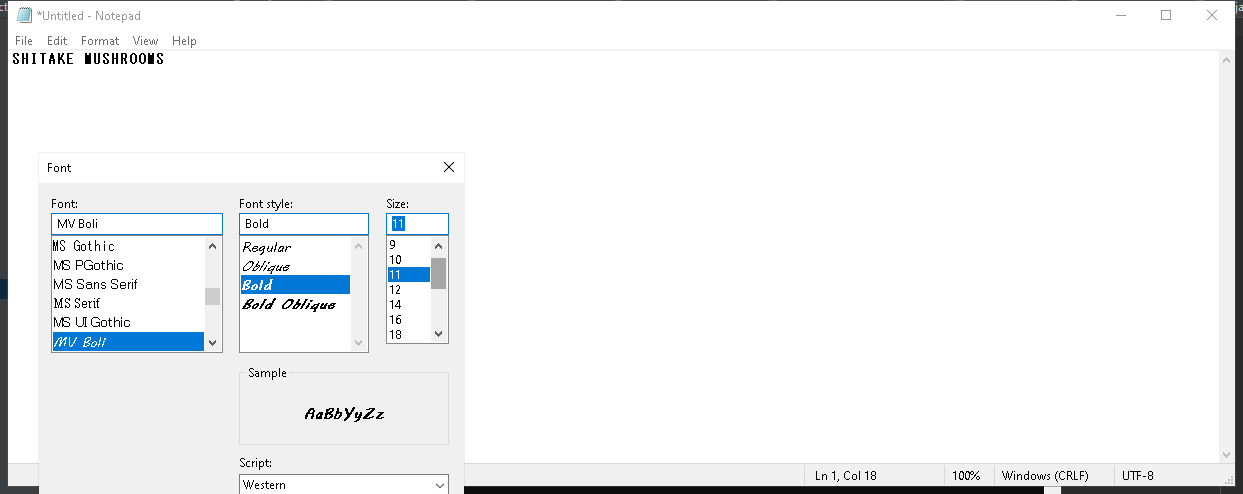 *Untitled - Notepad
File Edit Format View Help
SHITAKE MUSHROOMS
Font
Font: Font style: Size:
MV Boli Bold 11
MS Gothic
MS PGothic
MS Sans Serif
MS Serif
MS UI Gothic
MV Boli
Regular
Oblique
Bold
Bold Oblique
9
10
11
12
14
16
18
Sample
AaBbYyZz
Script:
Western
Ln 1, Col 18 100% Windows (CRLF) UTF-8